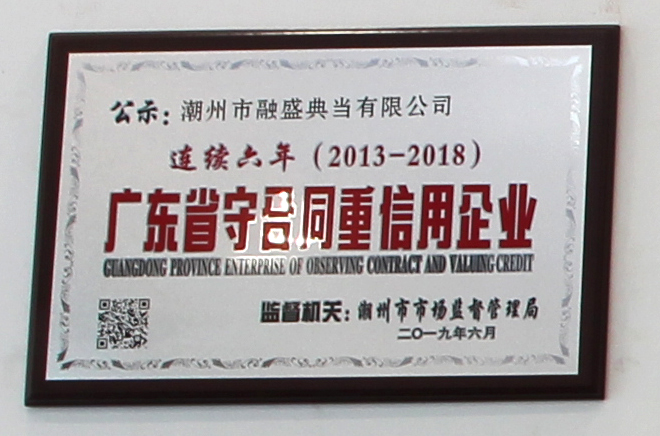 公示：潮州市融盛典当有限公司
连续六年（2013-2018）
广东省守合同重信用企业
GUANGDONG PROVINCE ENTERPRISE OF OBSERVING CONTRACT AND VALUING CREDIT
监督机关：潮州市市场监督管理局
二〇一九年六月